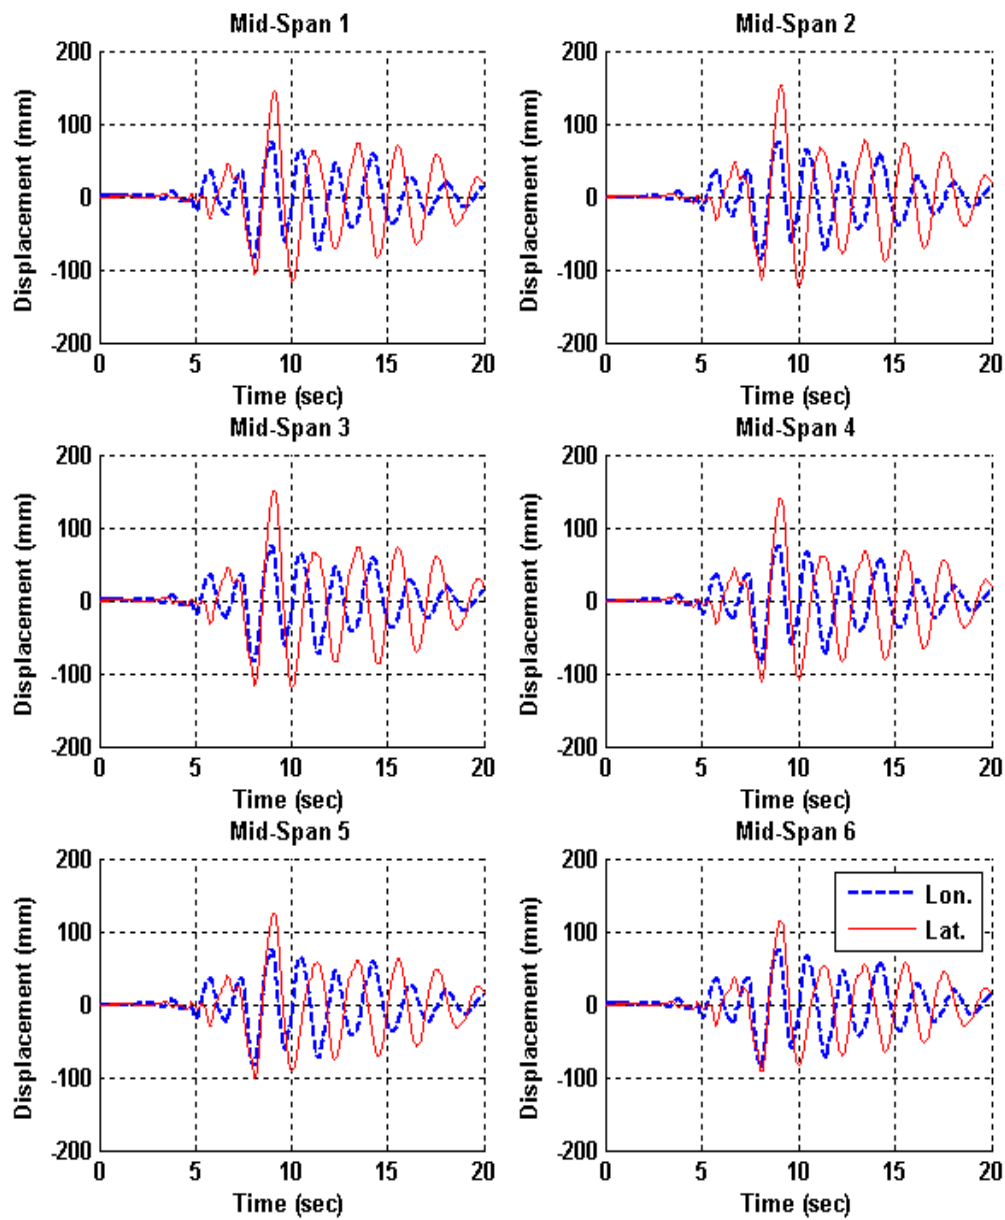 Mid-Span 1
Mid-Span 2
200
100
0
-100
-200
Displacement (mm)
0 5 10 15 20
Time (sec)
200
100
0
-100
-200
Displacement (mm)
0 5 10 15 20
Time (sec)
Mid-Span 3
Mid-Span 4
200
100
0
-100
-200
Displacement (mm)
0 5 10 15 20
Time (sec)
200
100
0
-100
-200
Displacement (mm)
0 5 10 15 20
Time (sec)
Mid-Span 5
Mid-Span 6
200
100
0
-100
-200
Displacement (mm)
0 5 10 15 20
Time (sec)
200
100
0
-100
-200
Displacement (mm)
Lon.
Lat.
0 5 10 15 20
Time (sec)